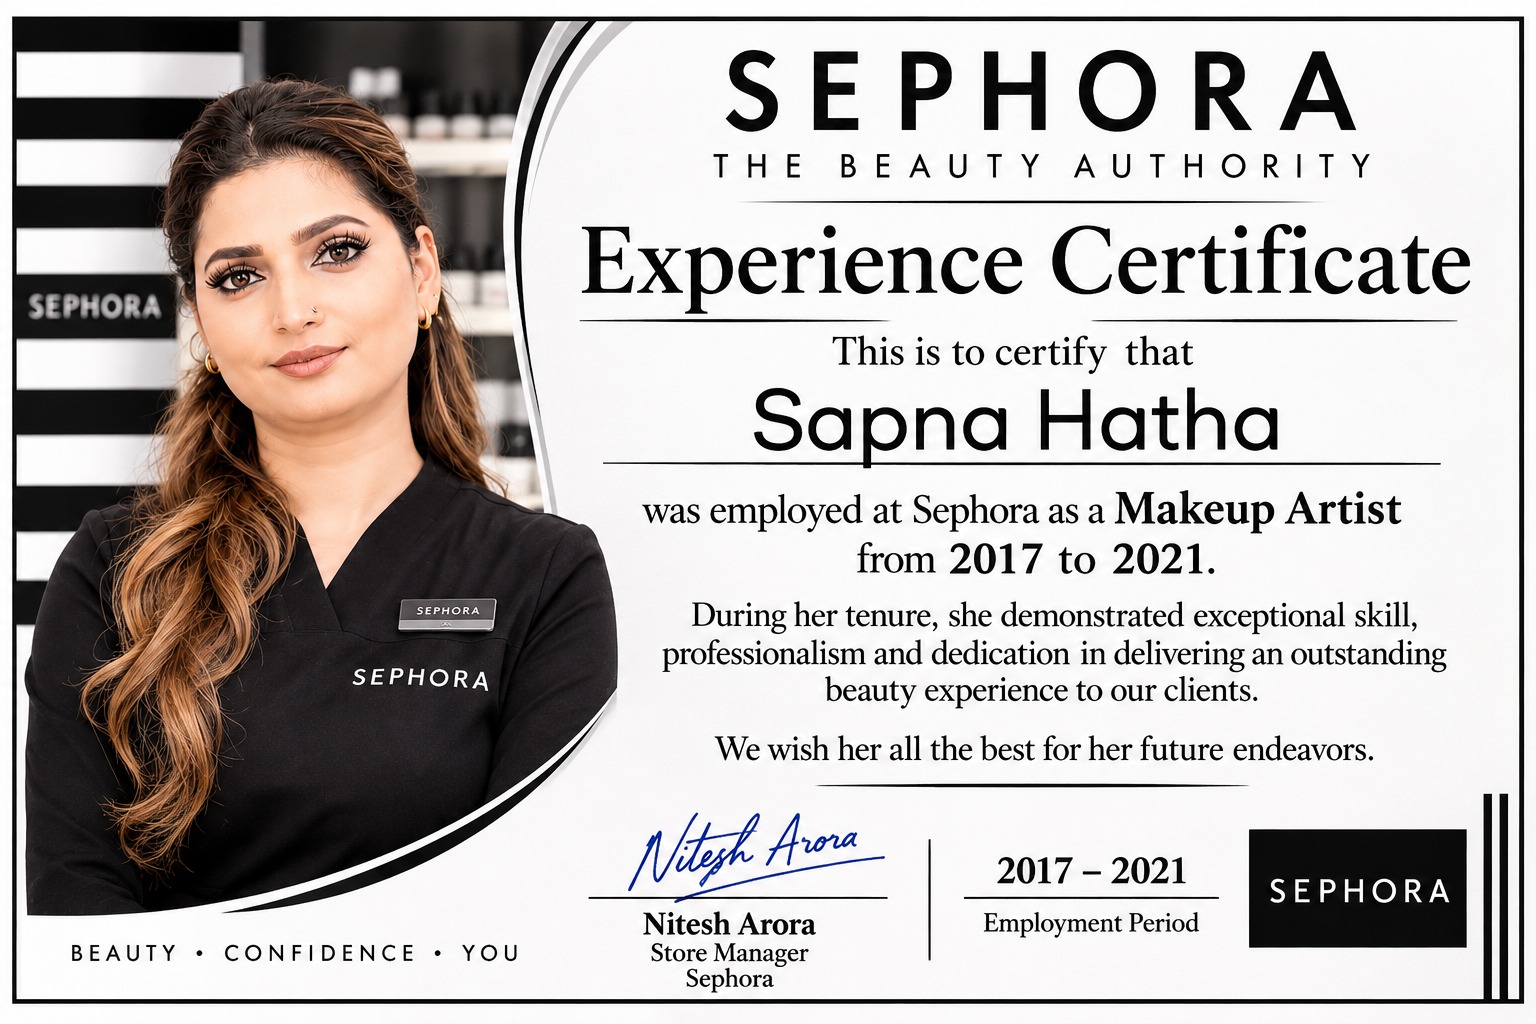 SEPHORA
THE BEAUTY AUTHORITY
Experience Certificate
This is to certify that
Sapna Hatha
was employed at Sephora as a Makeup Artist
from 2017 to 2021.
During her tenure, she demonstrated exceptional skill,
professionalism and dedication in delivering an outstanding
beauty experience to our clients.
We wish her all the best for her future endeavors.
Nitesh Arora
Nitesh Arora
Store Manager
Sephora
2017 – 2021
Employment Period
SEPHORA
SEPHORA
SEPHORA
SEPHORA
BEAUTY • CONFIDENCE • YOU